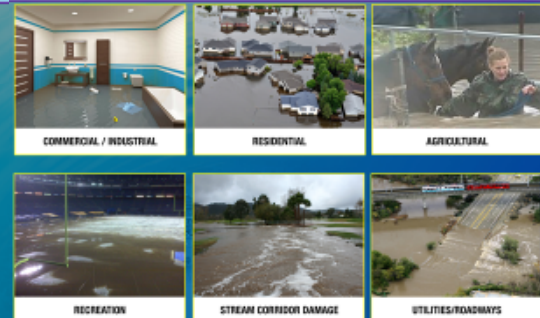 COMMERCIAL / INDUSTRIAL
RESIDENTIAL
AGRICULTURAL
RECREATION
STREAM CORRIDOR DAMAGE
UTILITIES/ROADWAYS